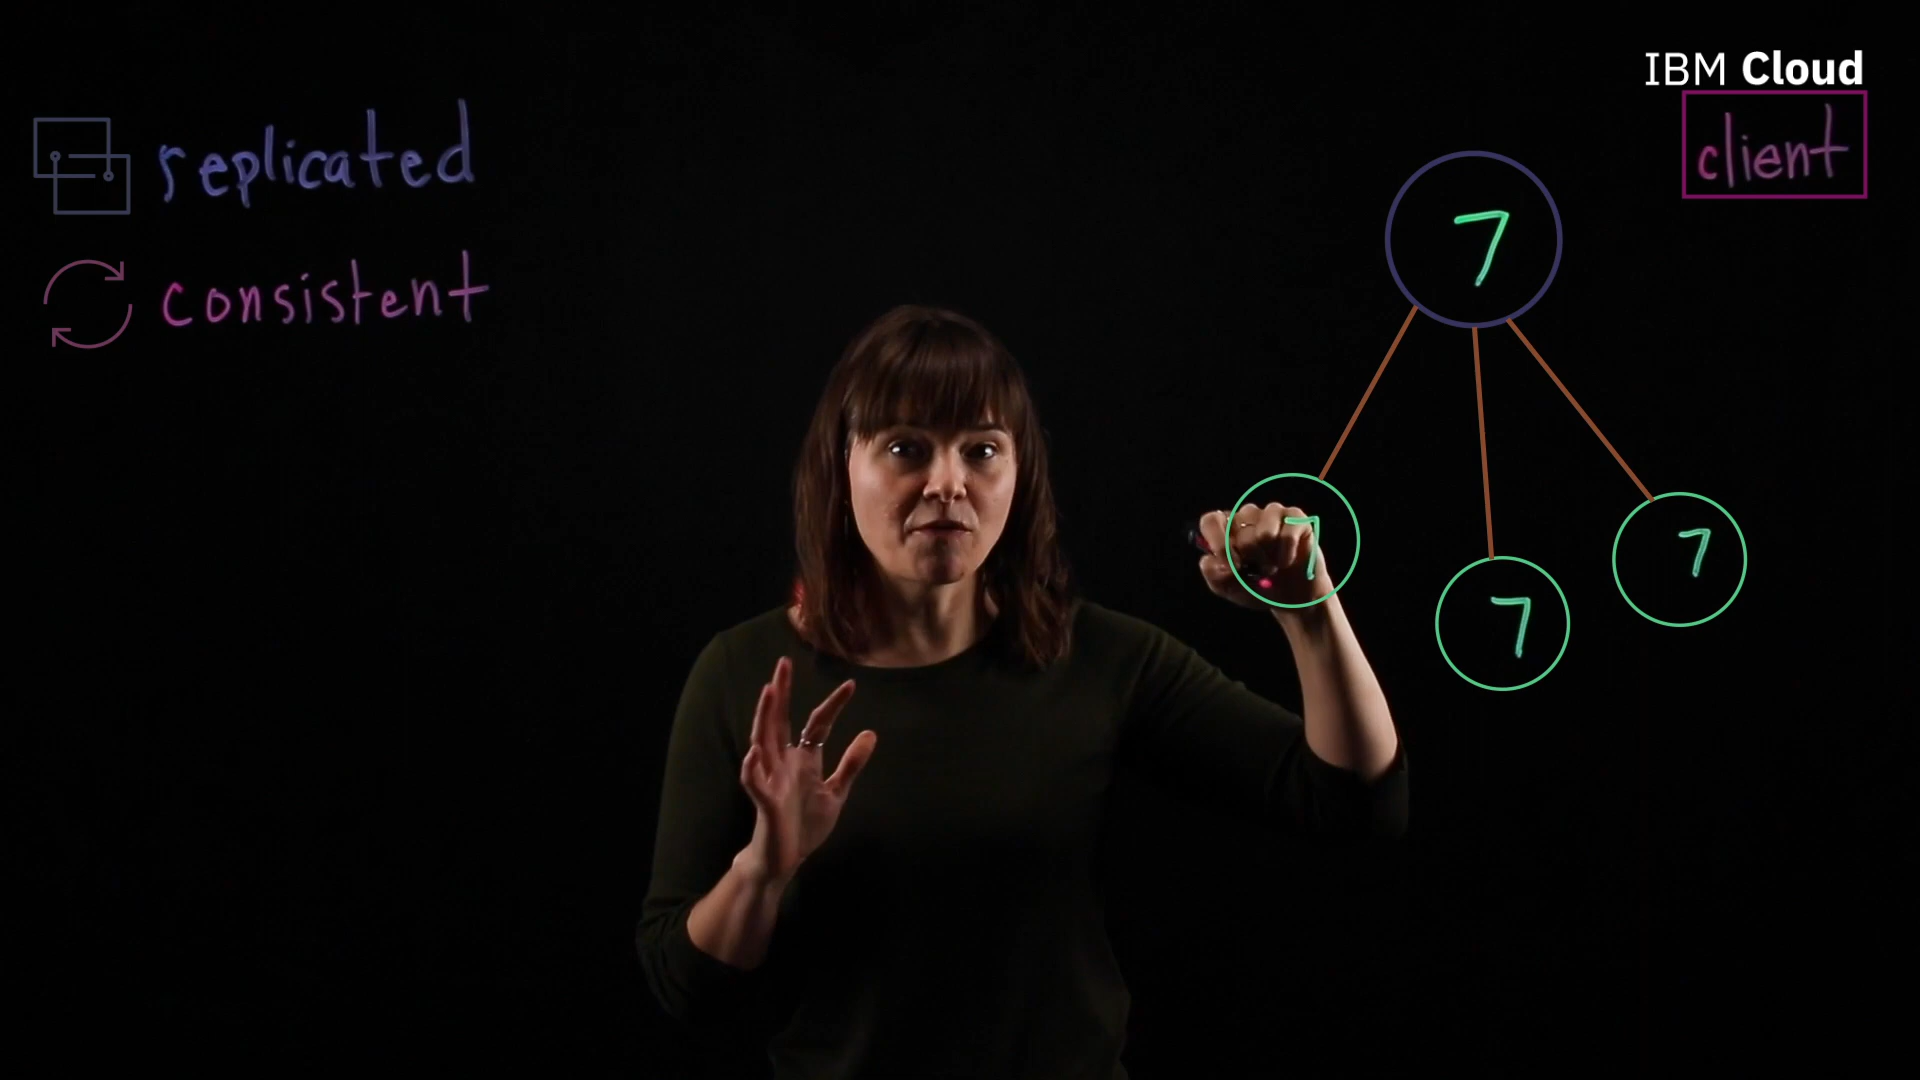 IBM Cloud
replicated
consistent
client
7
7
7
7